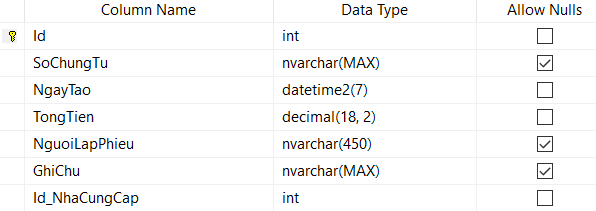 Column Name Data Type Allow Nulls
Id int
SoChungTu nvarchar(MAX)
NgayTao datetime2(7)
TongTien decimal(18, 2)
NguoiLapPhieu nvarchar(450)
GhiChu nvarchar(MAX)
Id_NhaCungCap int